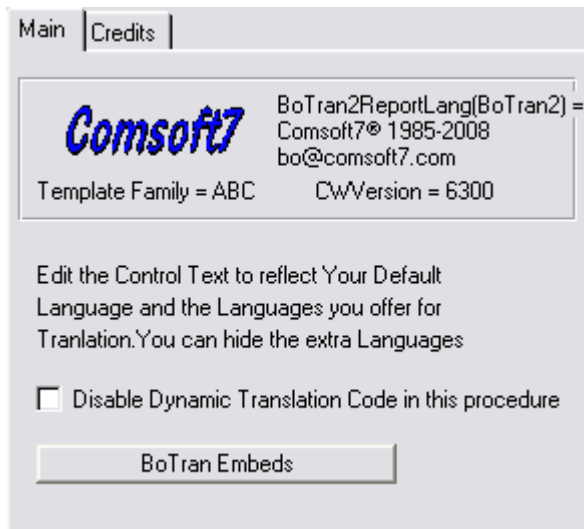 Main Credits
Comsoft7
BoTran2ReportLang(BoTran2) =
Comsoft7® 1985-2008
bo@comsoft7.com
Template Family = ABC CwVersion = 6300
Edit the Control Text to reflect Your Default
Language and the Languages you offer for
Tranlation.You can hide the extra Languages
Disable Dynamic Translation Code in this procedure
BoTran Embeds